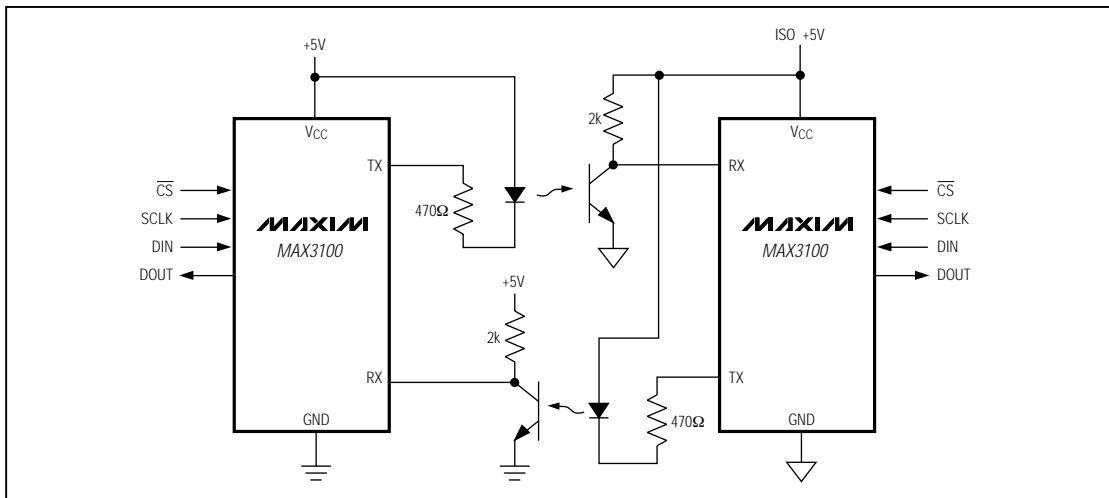 +5V
ISO +5V
VCC
2k
VCC
TX
RX
CS
SCLK
DIN
DOUT
MAXIM
MAX3100
470Ω
MAXIM
MAX3100
CS
SCLK
DIN
DOUT
+5V
2k
RX
TX
GND
470Ω
GND